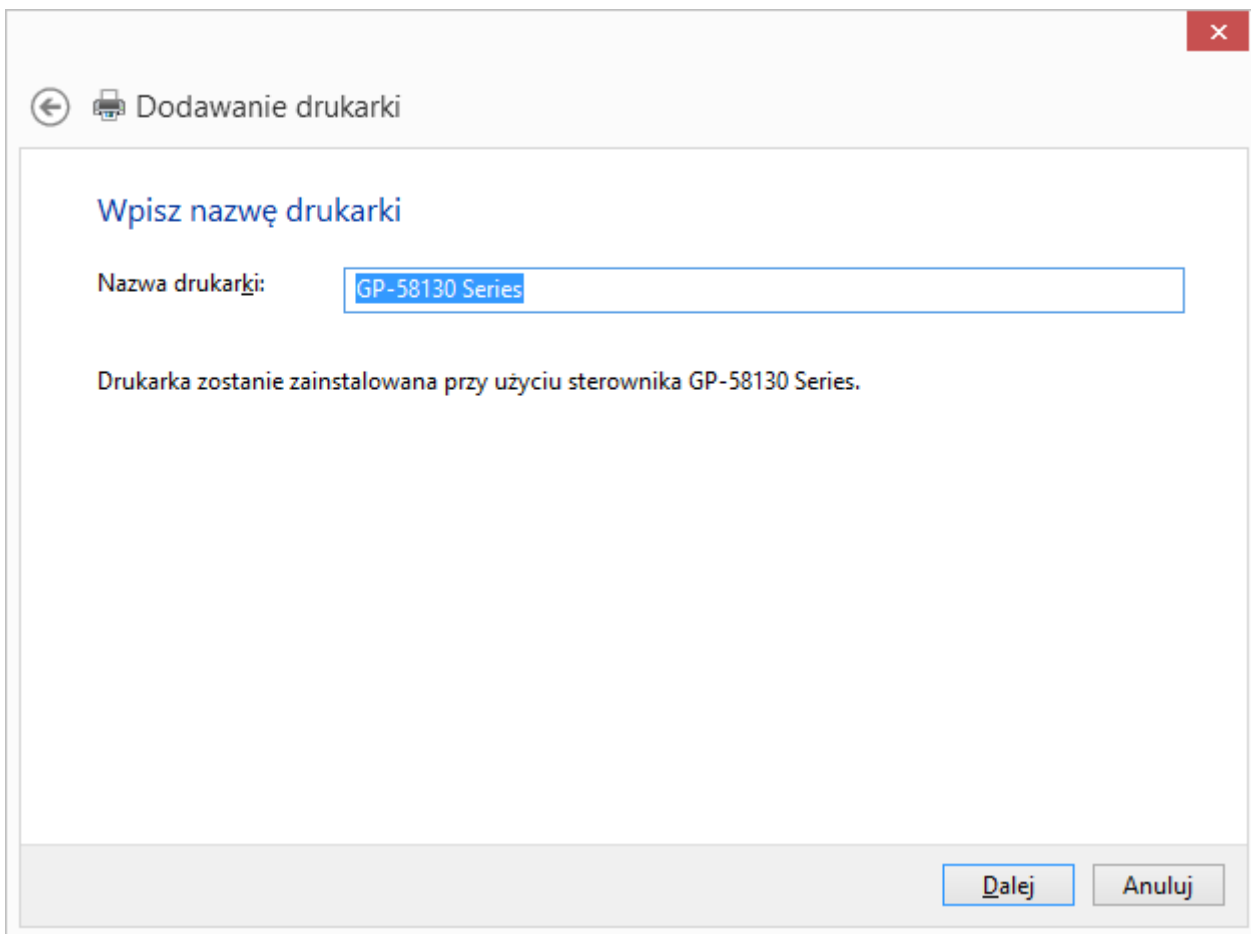 Dodawanie drukarki
Wpisz nazwę drukarki
Nazwa drukarki: GP-58130 Series
Drukarka zostanie zainstalowana przy użyciu sterownika GP-58130 Series.
Dalej Anuluj